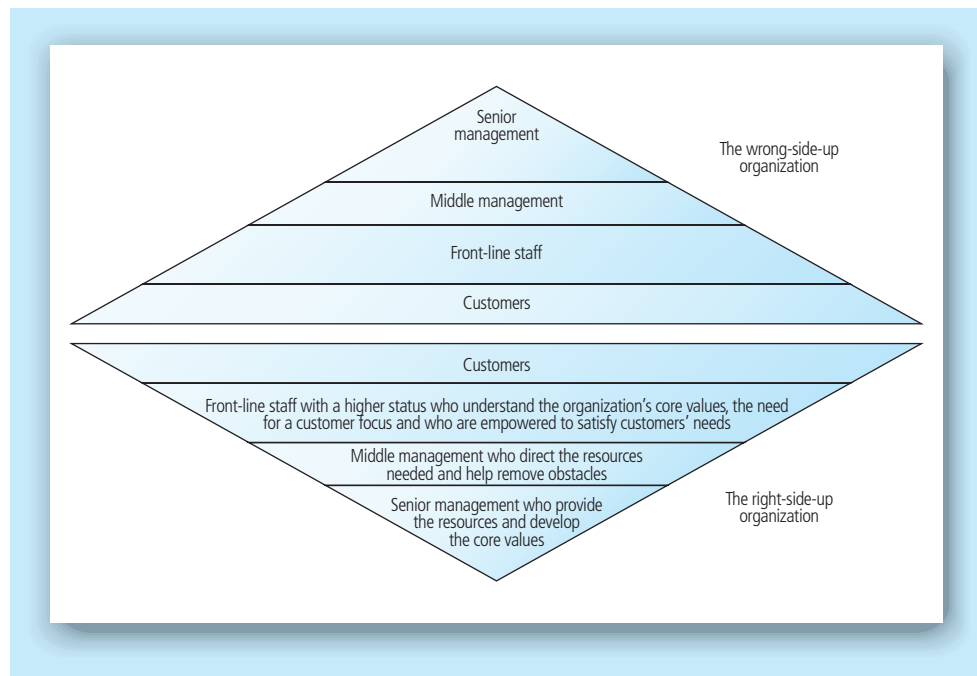 Senior
management
The wrong-side-up
organization
Middle management
Front-line staff
Customers
Customers
Front-line staff with a higher status who understand the organization's core values, the need
for a customer focus and who are empowered to satisfy customers' needs
Middle management who direct the resources
needed and help remove obstacles
Senior management who provide
the resources and develop
the core values
The right-side-up
organization